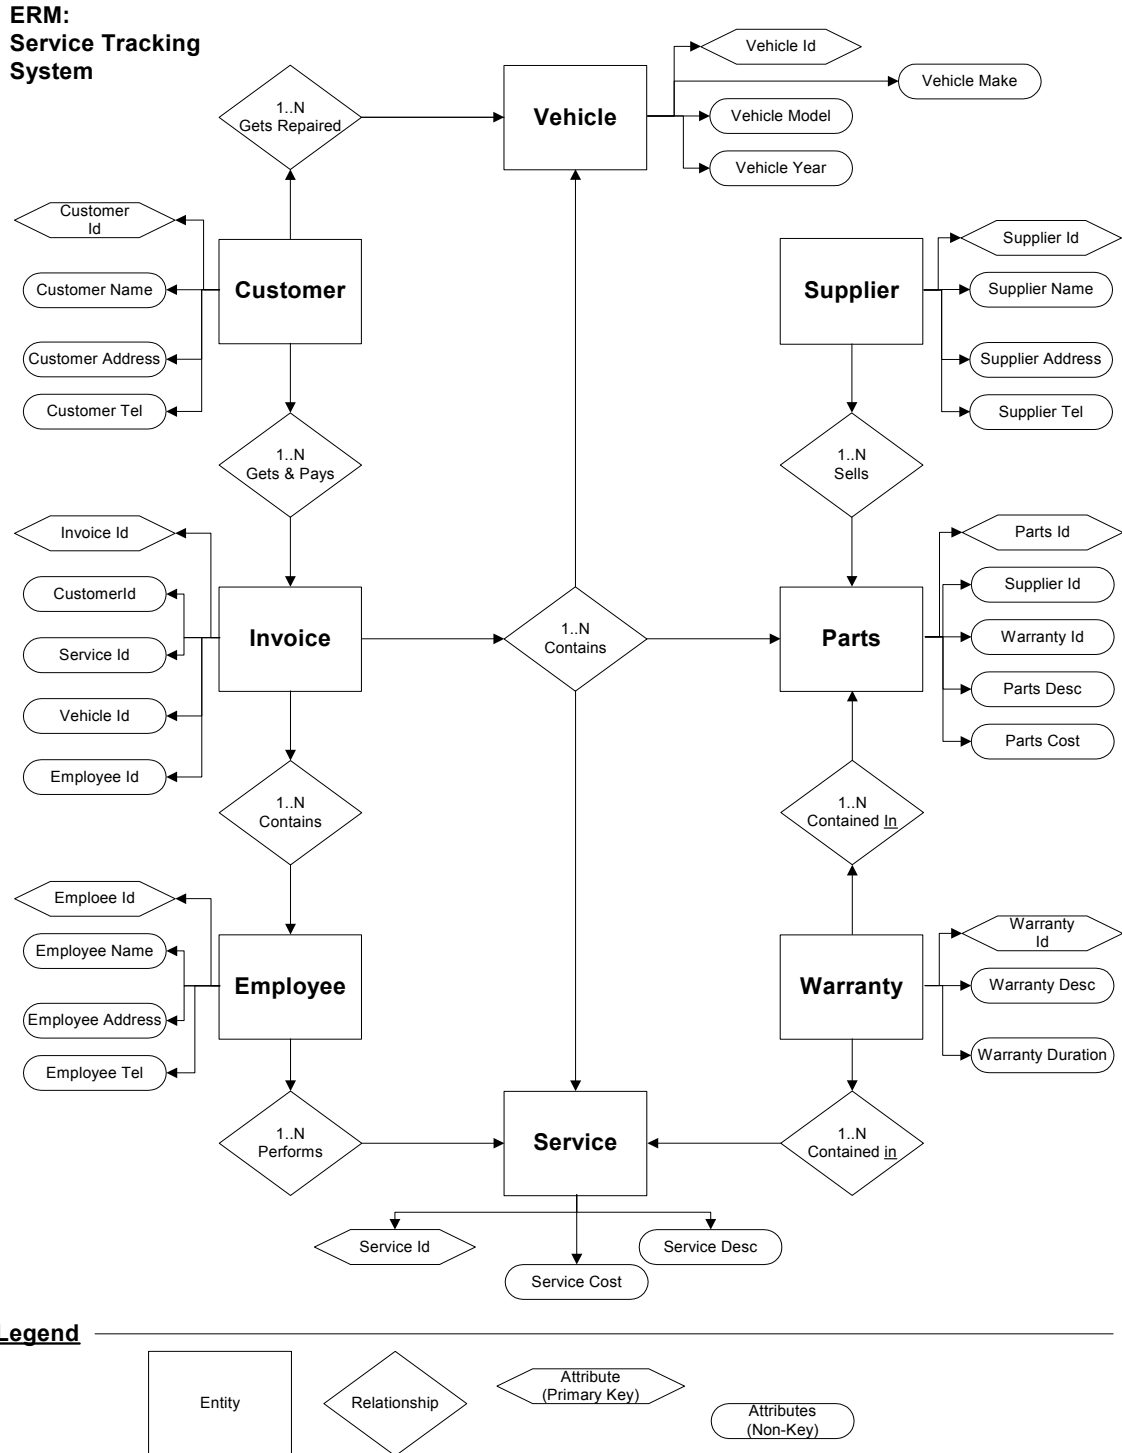 ERM:
Service Tracking
System
Vehicle Id
Vehicle Make
1..N
Gets Repaired
Vehicle
Vehicle Model
Vehicle Year
Customer
Id
Customer Name
Customer Address
Customer Tel
Customer
Supplier
Supplier Id
Supplier Name
Supplier Address
Supplier Tel
1..N
Gets & Pays
1..N
Sells
Invoice Id
CustomerId
Service Id
Vehicle Id
Employee Id
Invoice
1..N
Contains
Parts
Parts Id
Supplier Id
Warranty Id
Parts Desc
Parts Cost
1..N
Contains
1..N
Contained In
Emploee Id
Employee Name
Employee Address
Employee Tel
Employee
Warranty
Warranty
Id
Warranty Desc
Warranty Duration
1..N
Performs
Service
1..N
Contained in
Service Id
Service Cost
Service Desc
Legend
Entity
Relationship
Attribute
(Primary Key)
Attributes
(Non-Key)